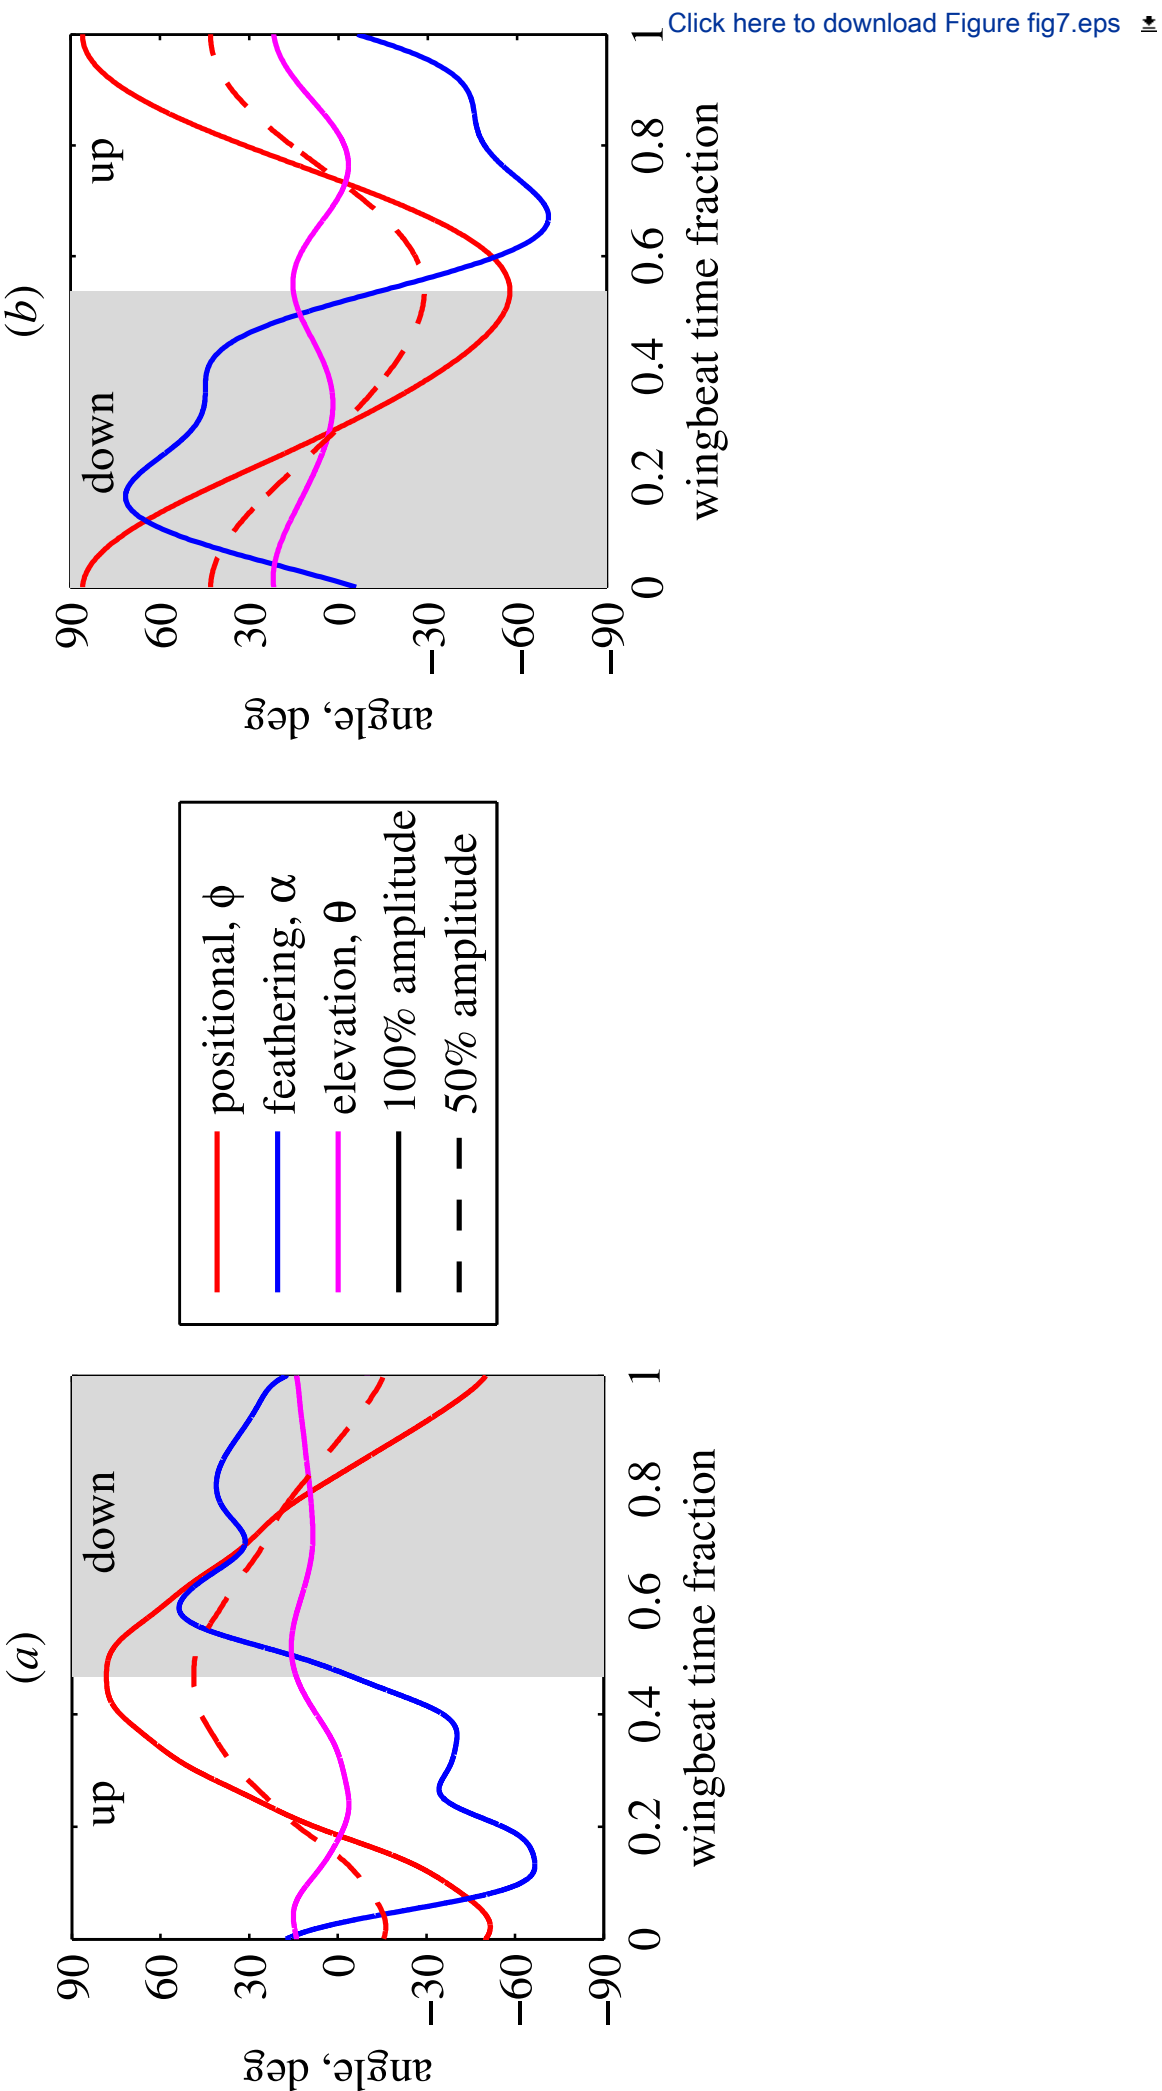 Click here to download Figure fig7.eps
(a)
up
down
90
60
30
0
−30
−60
−90
angle, deg
0
0.2
0.4
0.6
0.8
1
wingbeat time fraction
positional, ϕ
feathering, α
elevation, θ
100% amplitude
50% amplitude
(b)
down
up
90
60
30
0
−30
−60
−90
angle, deg
0
0.2
0.4
0.6
0.8
1
wingbeat time fraction